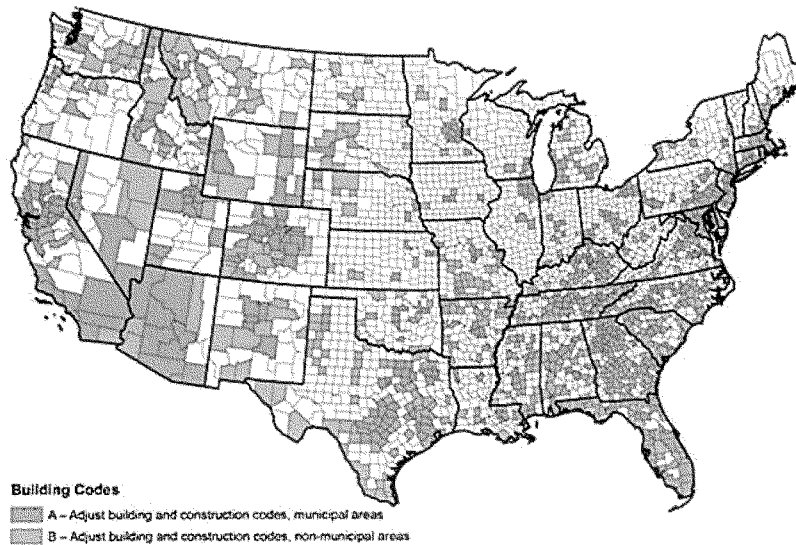 Building Codes
A – Adjust building and construction codes, municipal areas
B – Adjust building and construction codes, non-municipal areas